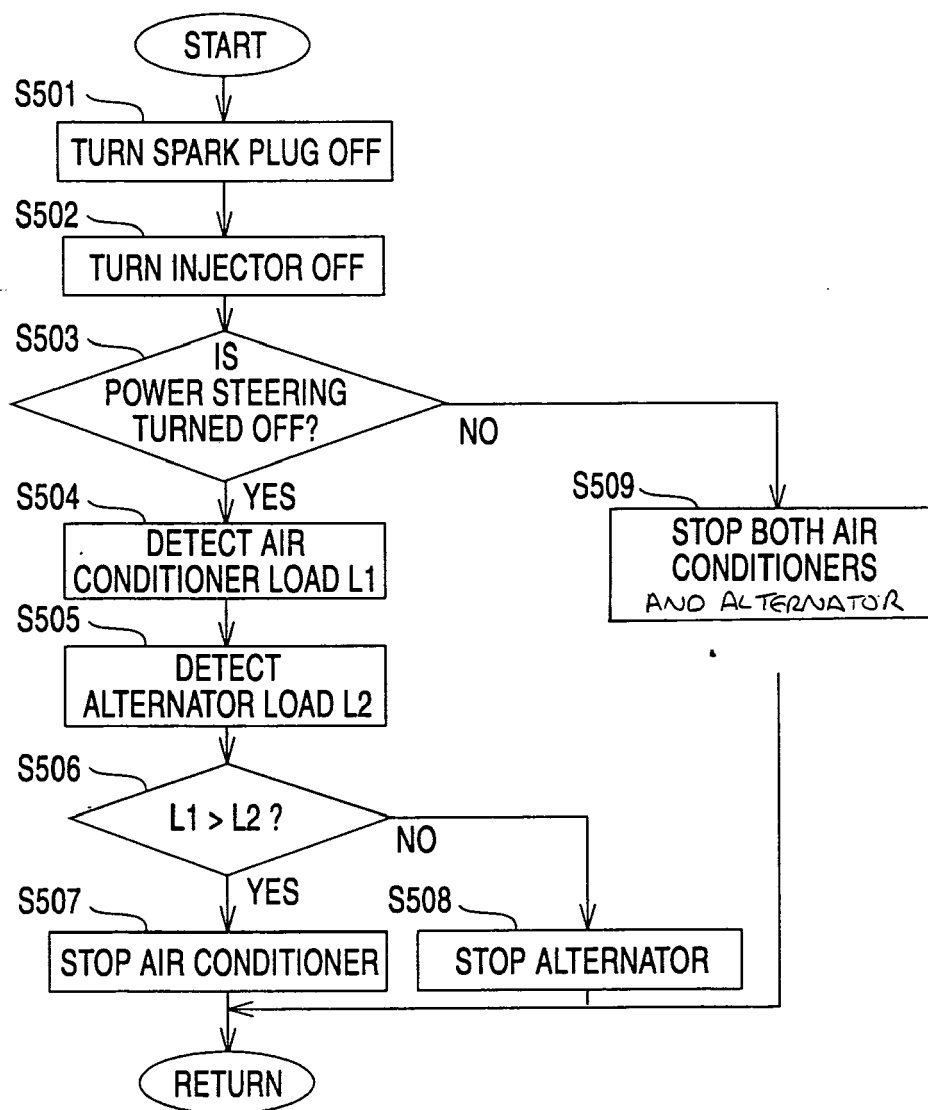 START
S501
TURN SPARK PLUG OFF
S502
TURN INJECTOR OFF
S503
IS
POWER STEERING
TURNED OFF?
NO
YES
S504
DETECT AIR
CONDITIONER LOAD L1
S509
STOP BOTH AIR
CONDITIONERS
AND ALTERNATOR
S505
DETECT
ALTERNATOR LOAD L2
S506
L1 > L2 ?
NO
YES
S507
STOP AIR CONDITIONER
S508
STOP ALTERNATOR
RETURN